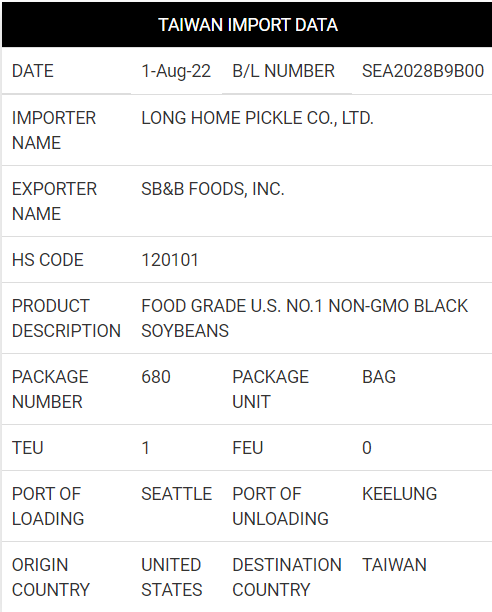 TAIWAN IMPORT DATA
DATE 1-Aug-22 B/L NUMBER SEA2028B9B00
IMPORTER LONG HOME PICKLE CO., LTD.
NAME
EXPORTER SB&B FOODS, INC.
NAME
HS CODE 120101
PRODUCT FOOD GRADE U.S. NO.1 NON-GMO BLACK
DESCRIPTION SOYBEANS
PACKAGE 680 PACKAGE BAG
NUMBER UNIT
TEU 1 FEU 0
PORT OF SEATTLE PORT OF KEELUNG
LOADING UNLOADING
ORIGIN UNITED DESTINATION TAIWAN
COUNTRY STATES COUNTRY